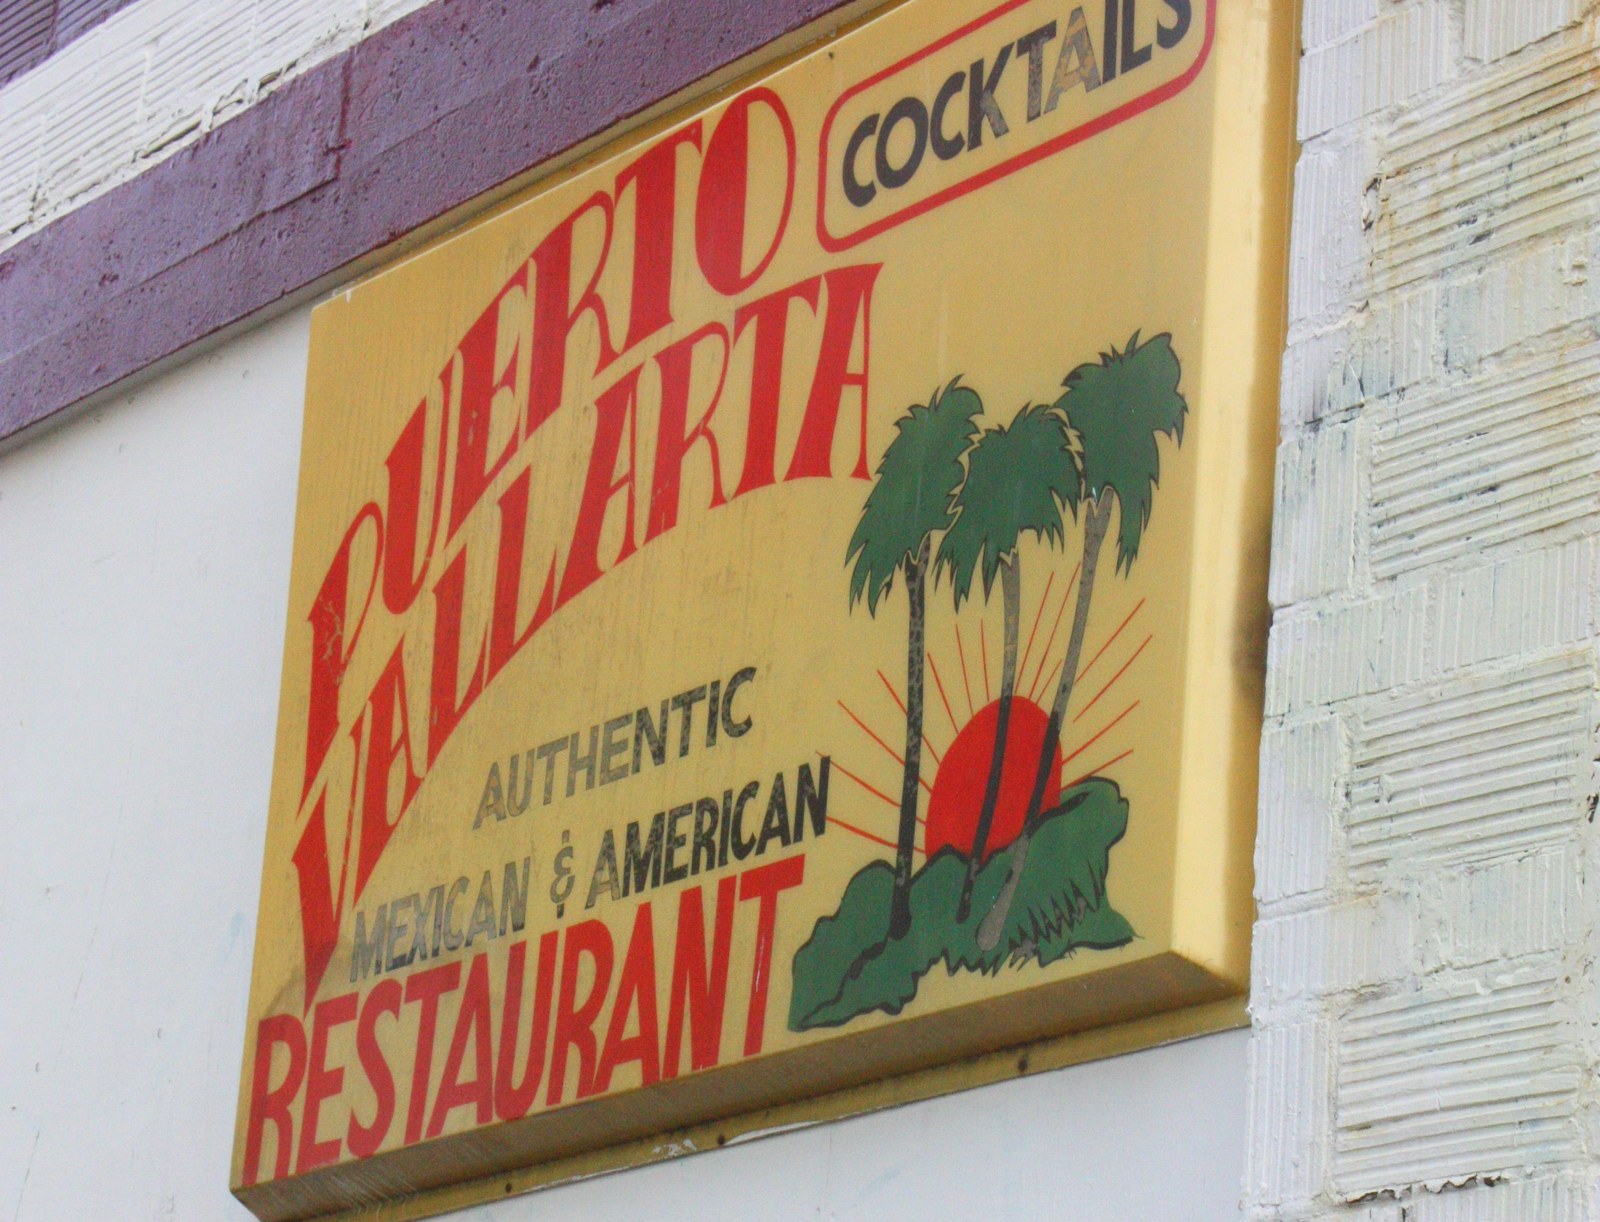 PUERTO
VALLARTA
COCKTAILS
AUTHENTIC
MEXICAN & AMERICAN
RESTAURANT